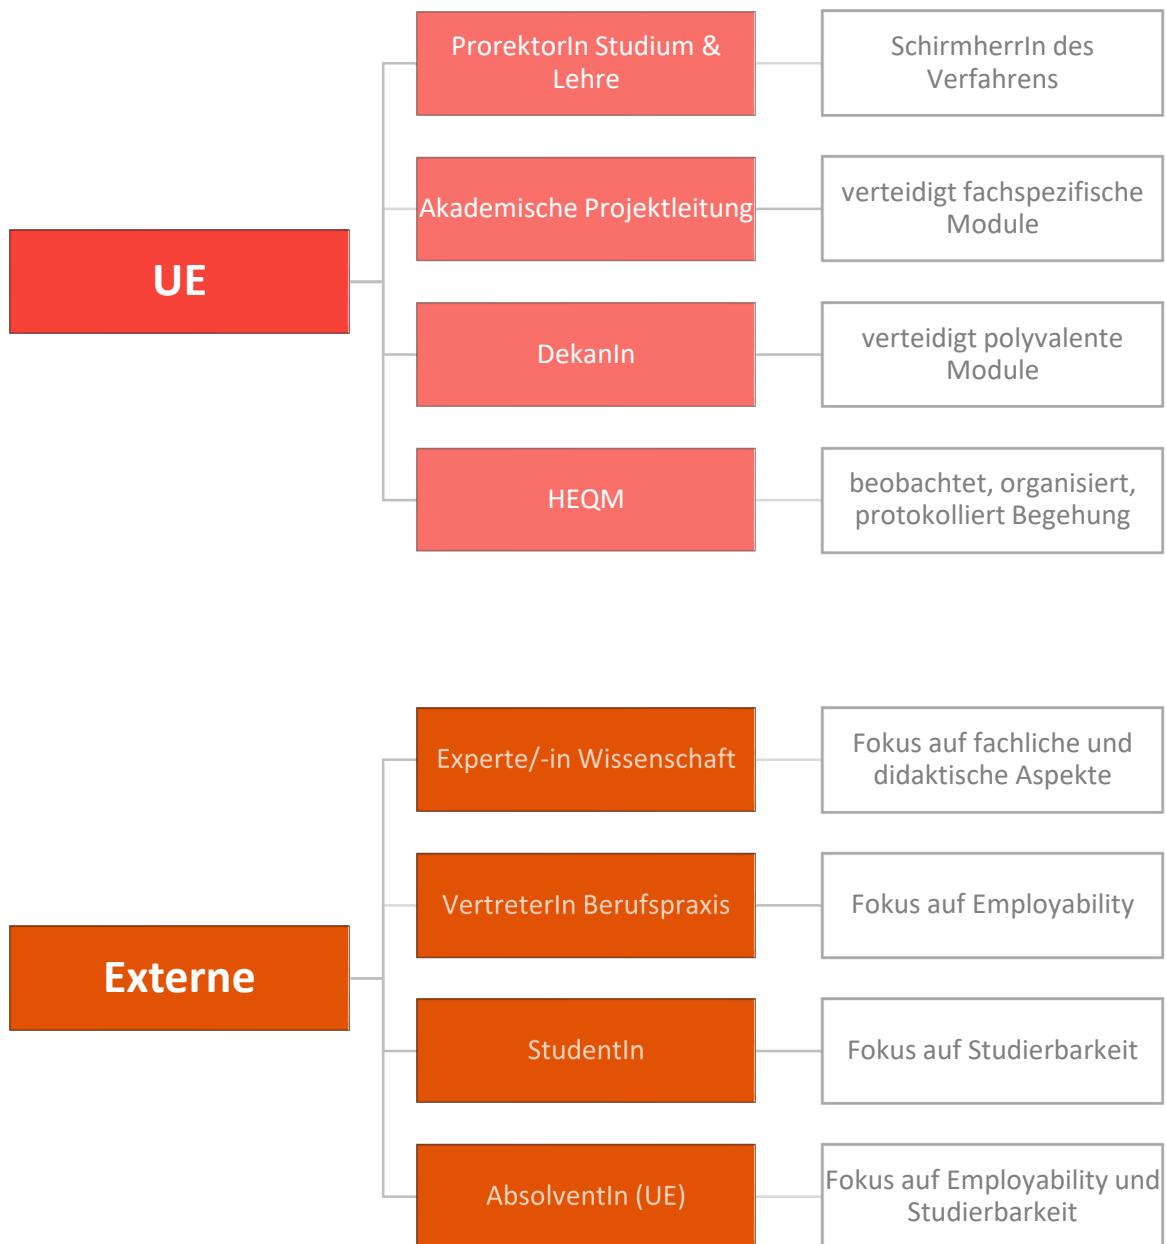 UE
ProrektorIn Studium &
Lehre
SchirmherrIn des
Verfahrens
Akademische Projektleitung
verteidigt fachspezifische
Module
DekanIn
verteidigt polyvalente
Module
HEQM
beobachtet, organisiert,
protokolliert Begehung
Externe
Experte/-in Wissenschaft
Fokus auf fachliche und
didaktische Aspekte
VertreterIn Berufspraxis
Fokus auf Employability
StudentIn
Fokus auf Studierbarkeit
AbsolventIn (UE)
Fokus auf Employability und
Studierbarkeit